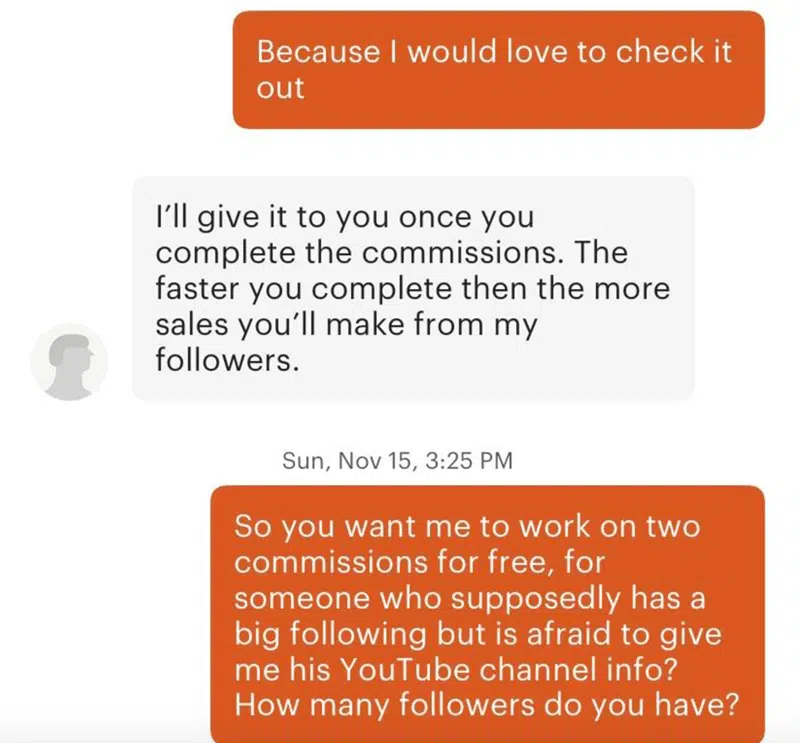 Because I would love to check it
out
I'll give it to you once you
complete the commissions. The
faster you complete then the more
sales you'll make from my
followers.
Sun, Nov 15, 3:25 PM
So you want me to work on two
commissions for free, for
someone who supposedly has a
big following but is afraid to give
me his YouTube channel info?
How many followers do you have?